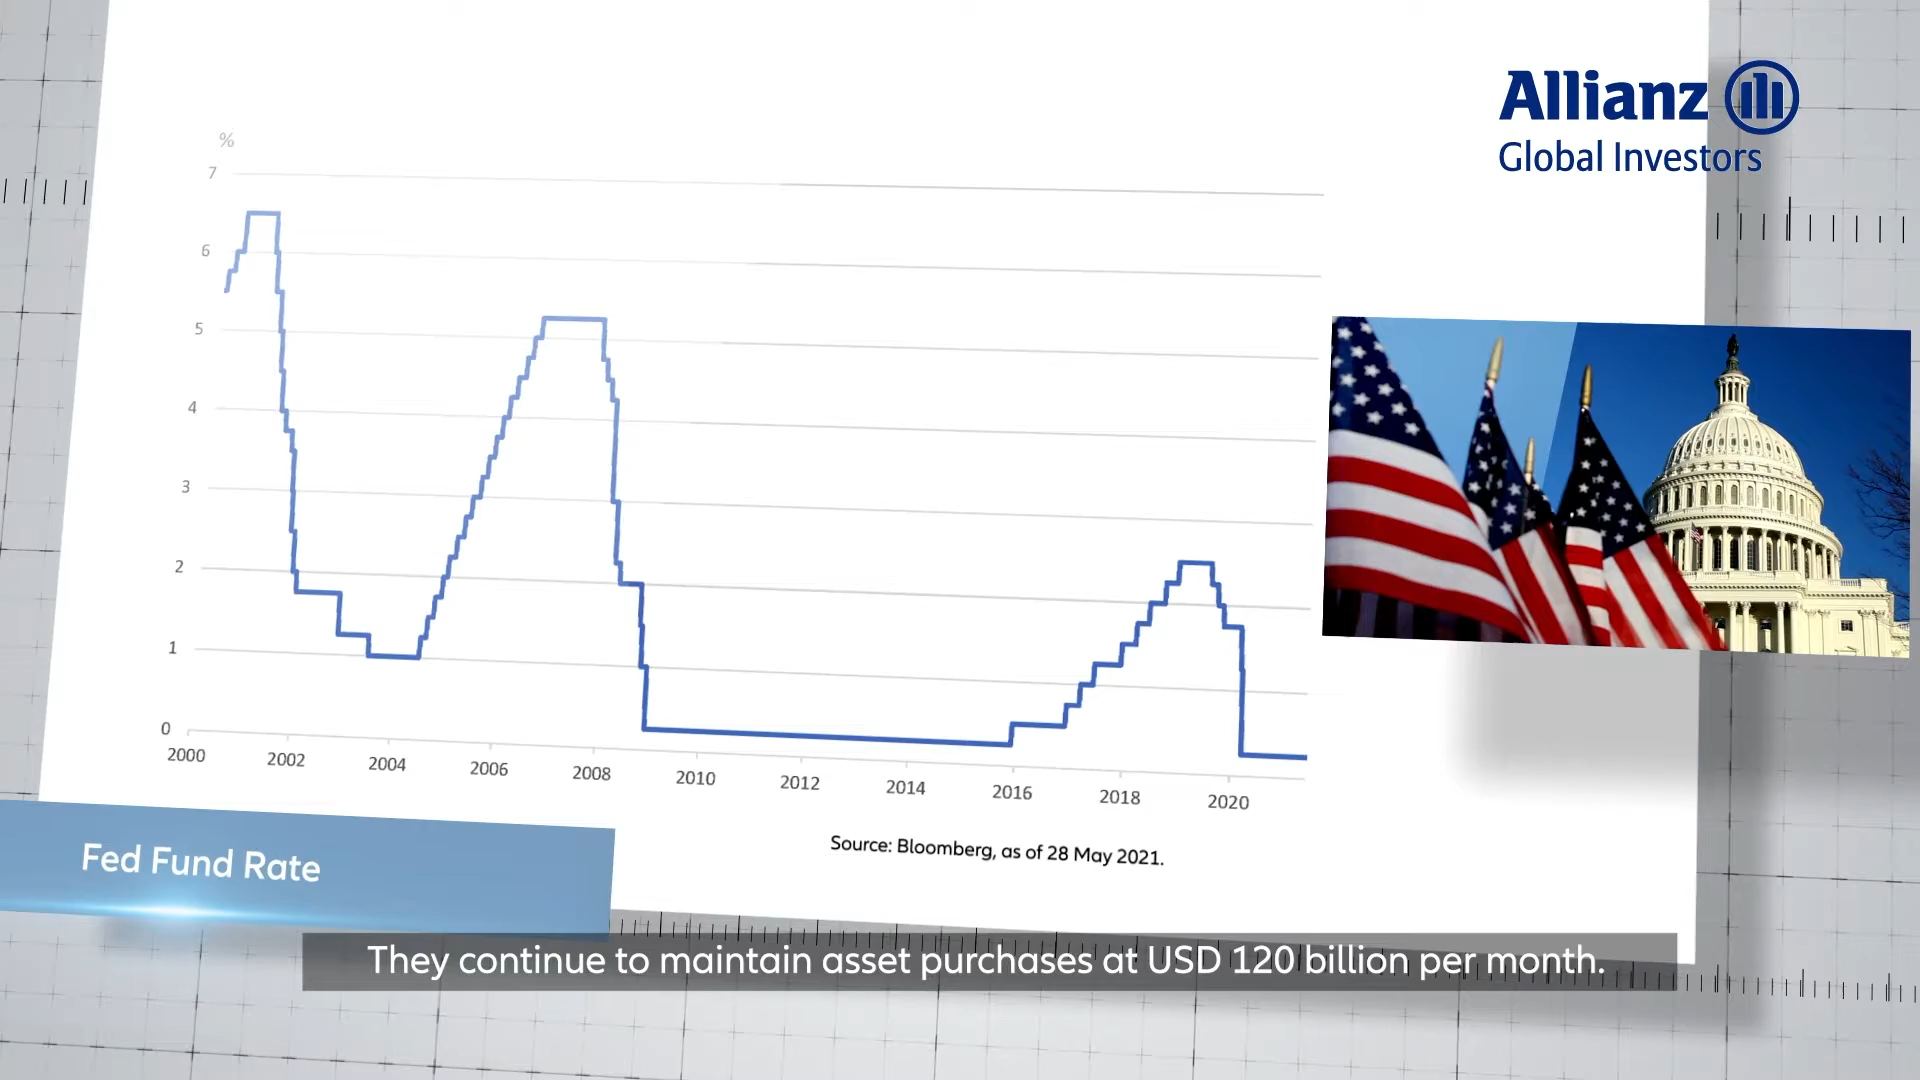 Allianz
Global Investors
%
7
6
5
4
3
2
1
0
2000 2002 2004 2006 2008 2010 2012 2014 2016 2018 2020
Source: Bloomberg, as of 28 May 2021.
Fed Fund Rate
They continue to maintain asset purchases at USD 120 billion per month.